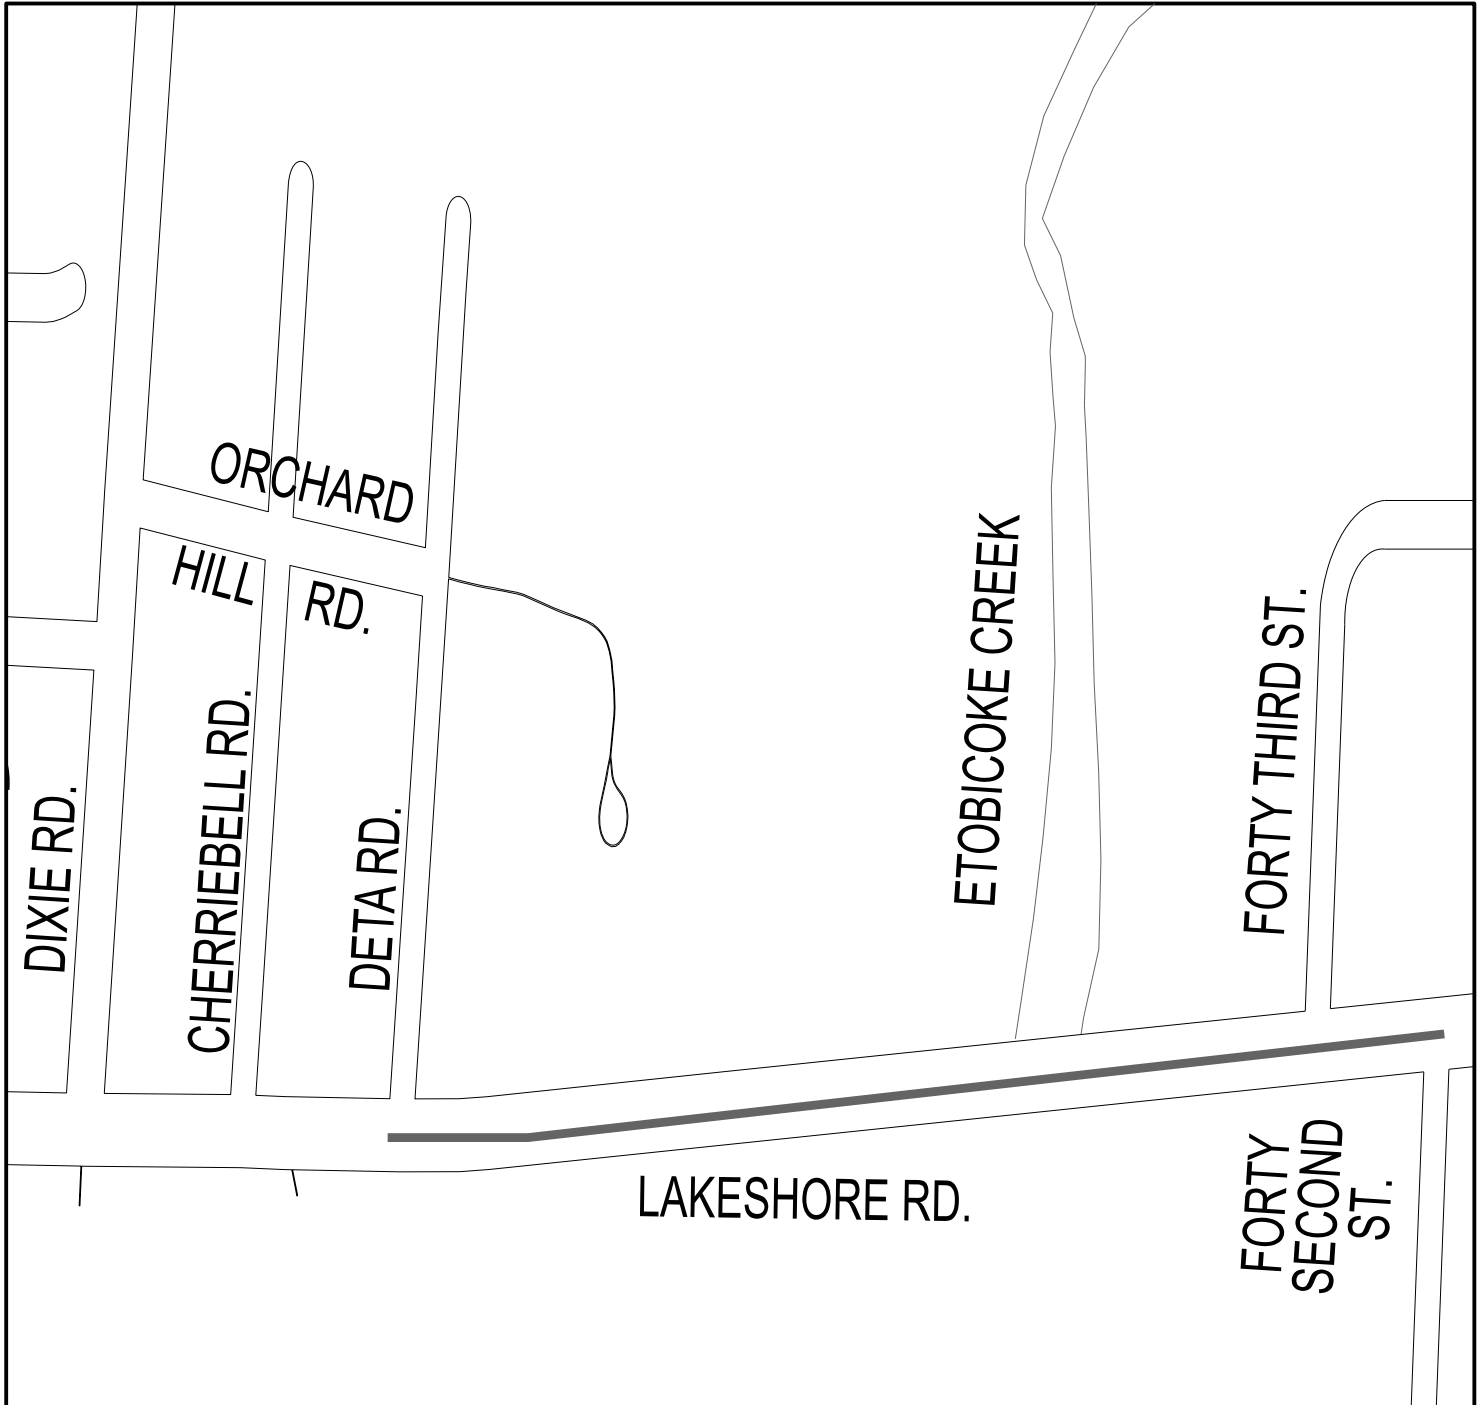 ORCHARD
HILL RD.
DIXIE RD.
CHERRIEBELL RD.
DETA RD.
ETOBICOKE CREEK
FORTY THIRD ST.
LAKESHORE RD.
FORTY
SECOND
ST.